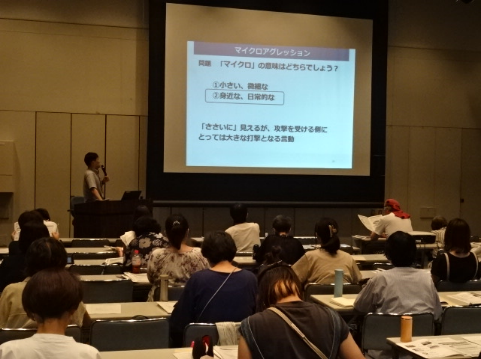 マイクロアグレッション
問題 「マイクロ」の意味はどちらでしょう？
①小さい、微細な
②身近な、日常的な
「ささいに」見えるが、攻撃を受ける側に
とっては大きな打撃となる言動